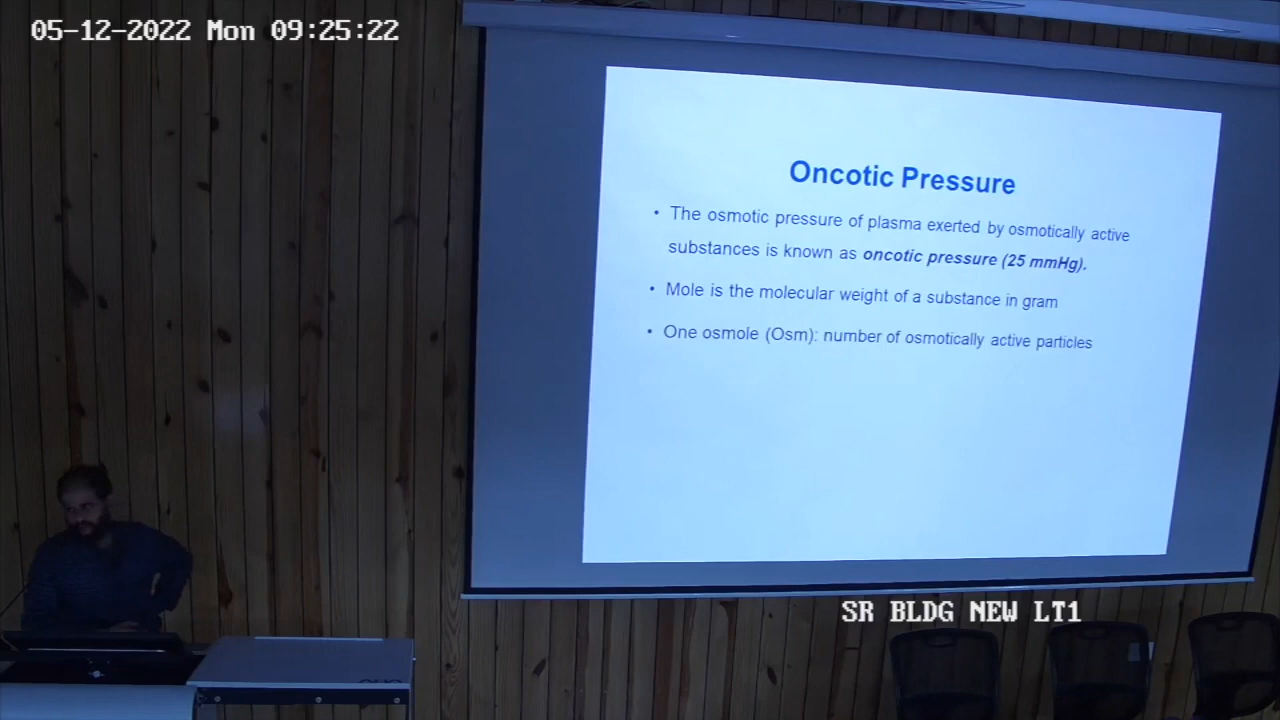 05-12-2022 Mon 09:25:22
Oncotic Pressure
• The osmotic pressure of plasma exerted by osmotically active
substances is known as oncotic pressure (25 mmHg).
• Mole is the molecular weight of a substance in gram
• One osmole (Osm): number of osmotically active particles
SR BLDG NEW LT1